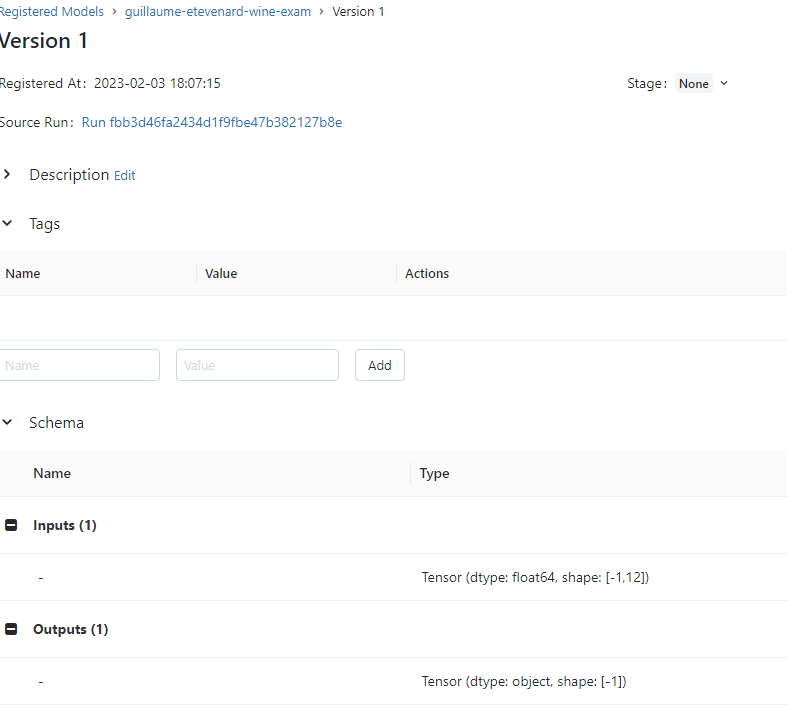 Registered Models > guillaume-etevenard-wine-exam > Version 1
Version 1
Registered At: 2023-02-03 18:07:15 Stage: None
Source Run: Run fbb3d46fa2434d1f9fbe47b382127b8e
Description Edit
Tags
Name Value Actions
Name Value Add
Schema
Name Type
Inputs (1)
- Tensor (dtype: float64, shape: [-1,12])
Outputs (1)
- Tensor (dtype: object, shape: [-1])